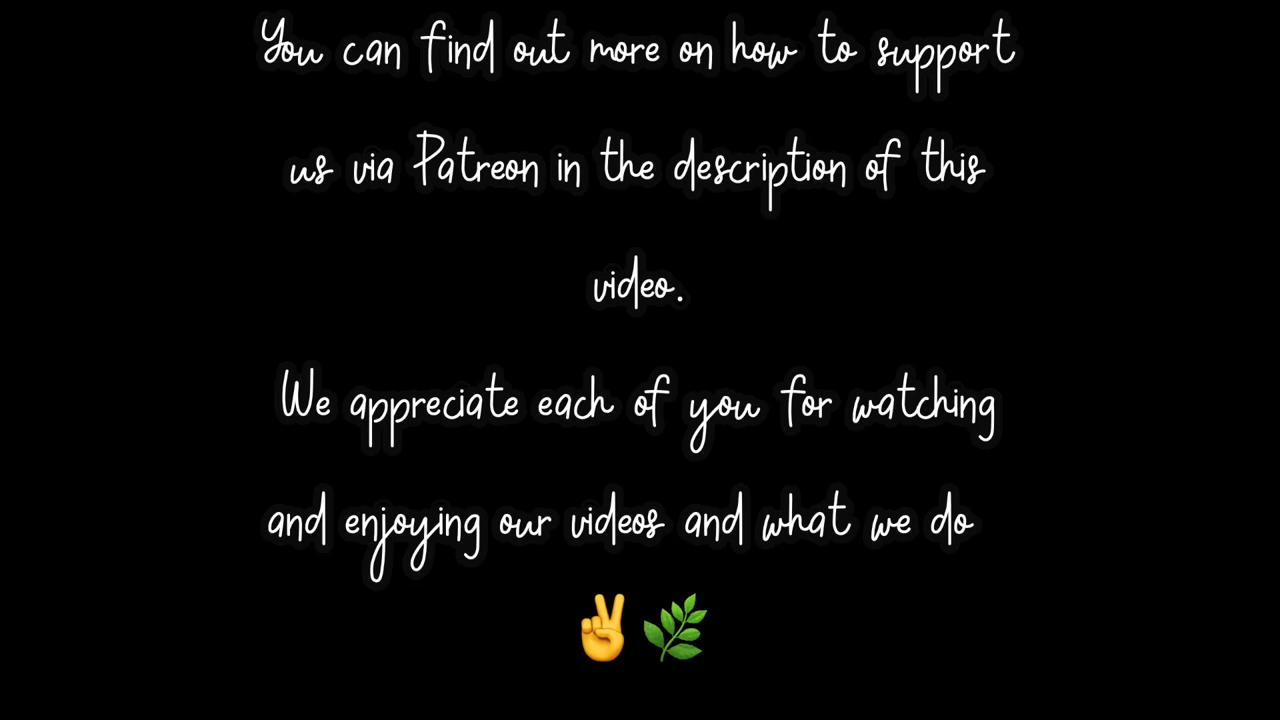 You can find out more on how to support
us via Patreon in the description of this
video.
We appreciate each of you for watching
and enjoying our videos and what we do
✌️🌿